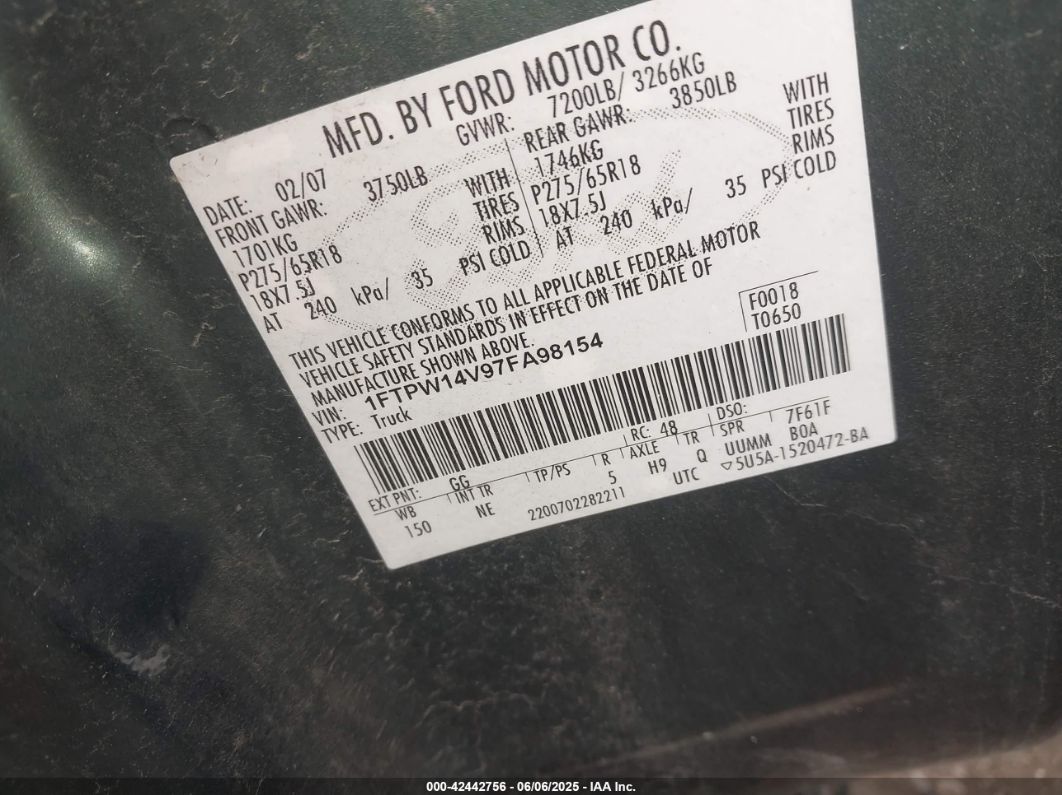 MFD. BY FORD MOTOR CO.
DATE: 02/07 GVWR: 7200LB/ 3266KG
FRONT GAWR: 3750LB REAR GAWR: 3850LB
1701KG WITH 1746KG WITH
P275/65R18 TIRES P275/65R18 TIRES
18X7.5J RIMS 18X7.5J RIMS
AT 240 kPa/ 35 PSI COLD AT 240 kPa/ 35 PSI COLD
THIS VEHICLE CONFORMS TO ALL APPLICABLE FEDERAL MOTOR
VEHICLE SAFETY STANDARDS IN EFFECT ON THE DATE OF
MANUFACTURE SHOWN ABOVE.
VIN: 1FTPW14V97FA98154 F0018
TYPE: Truck T0650
EXT PNT: GG RC: 48 DSO: 7F61F
WB INT TR TP/PS R AXLE TR SPR B0A
150 NE 5 H9 Q UUMM
2200702282211 UTC ▽5U5A-1520472-BA
000-42442756 - 06/06/2025 - IAA Inc.